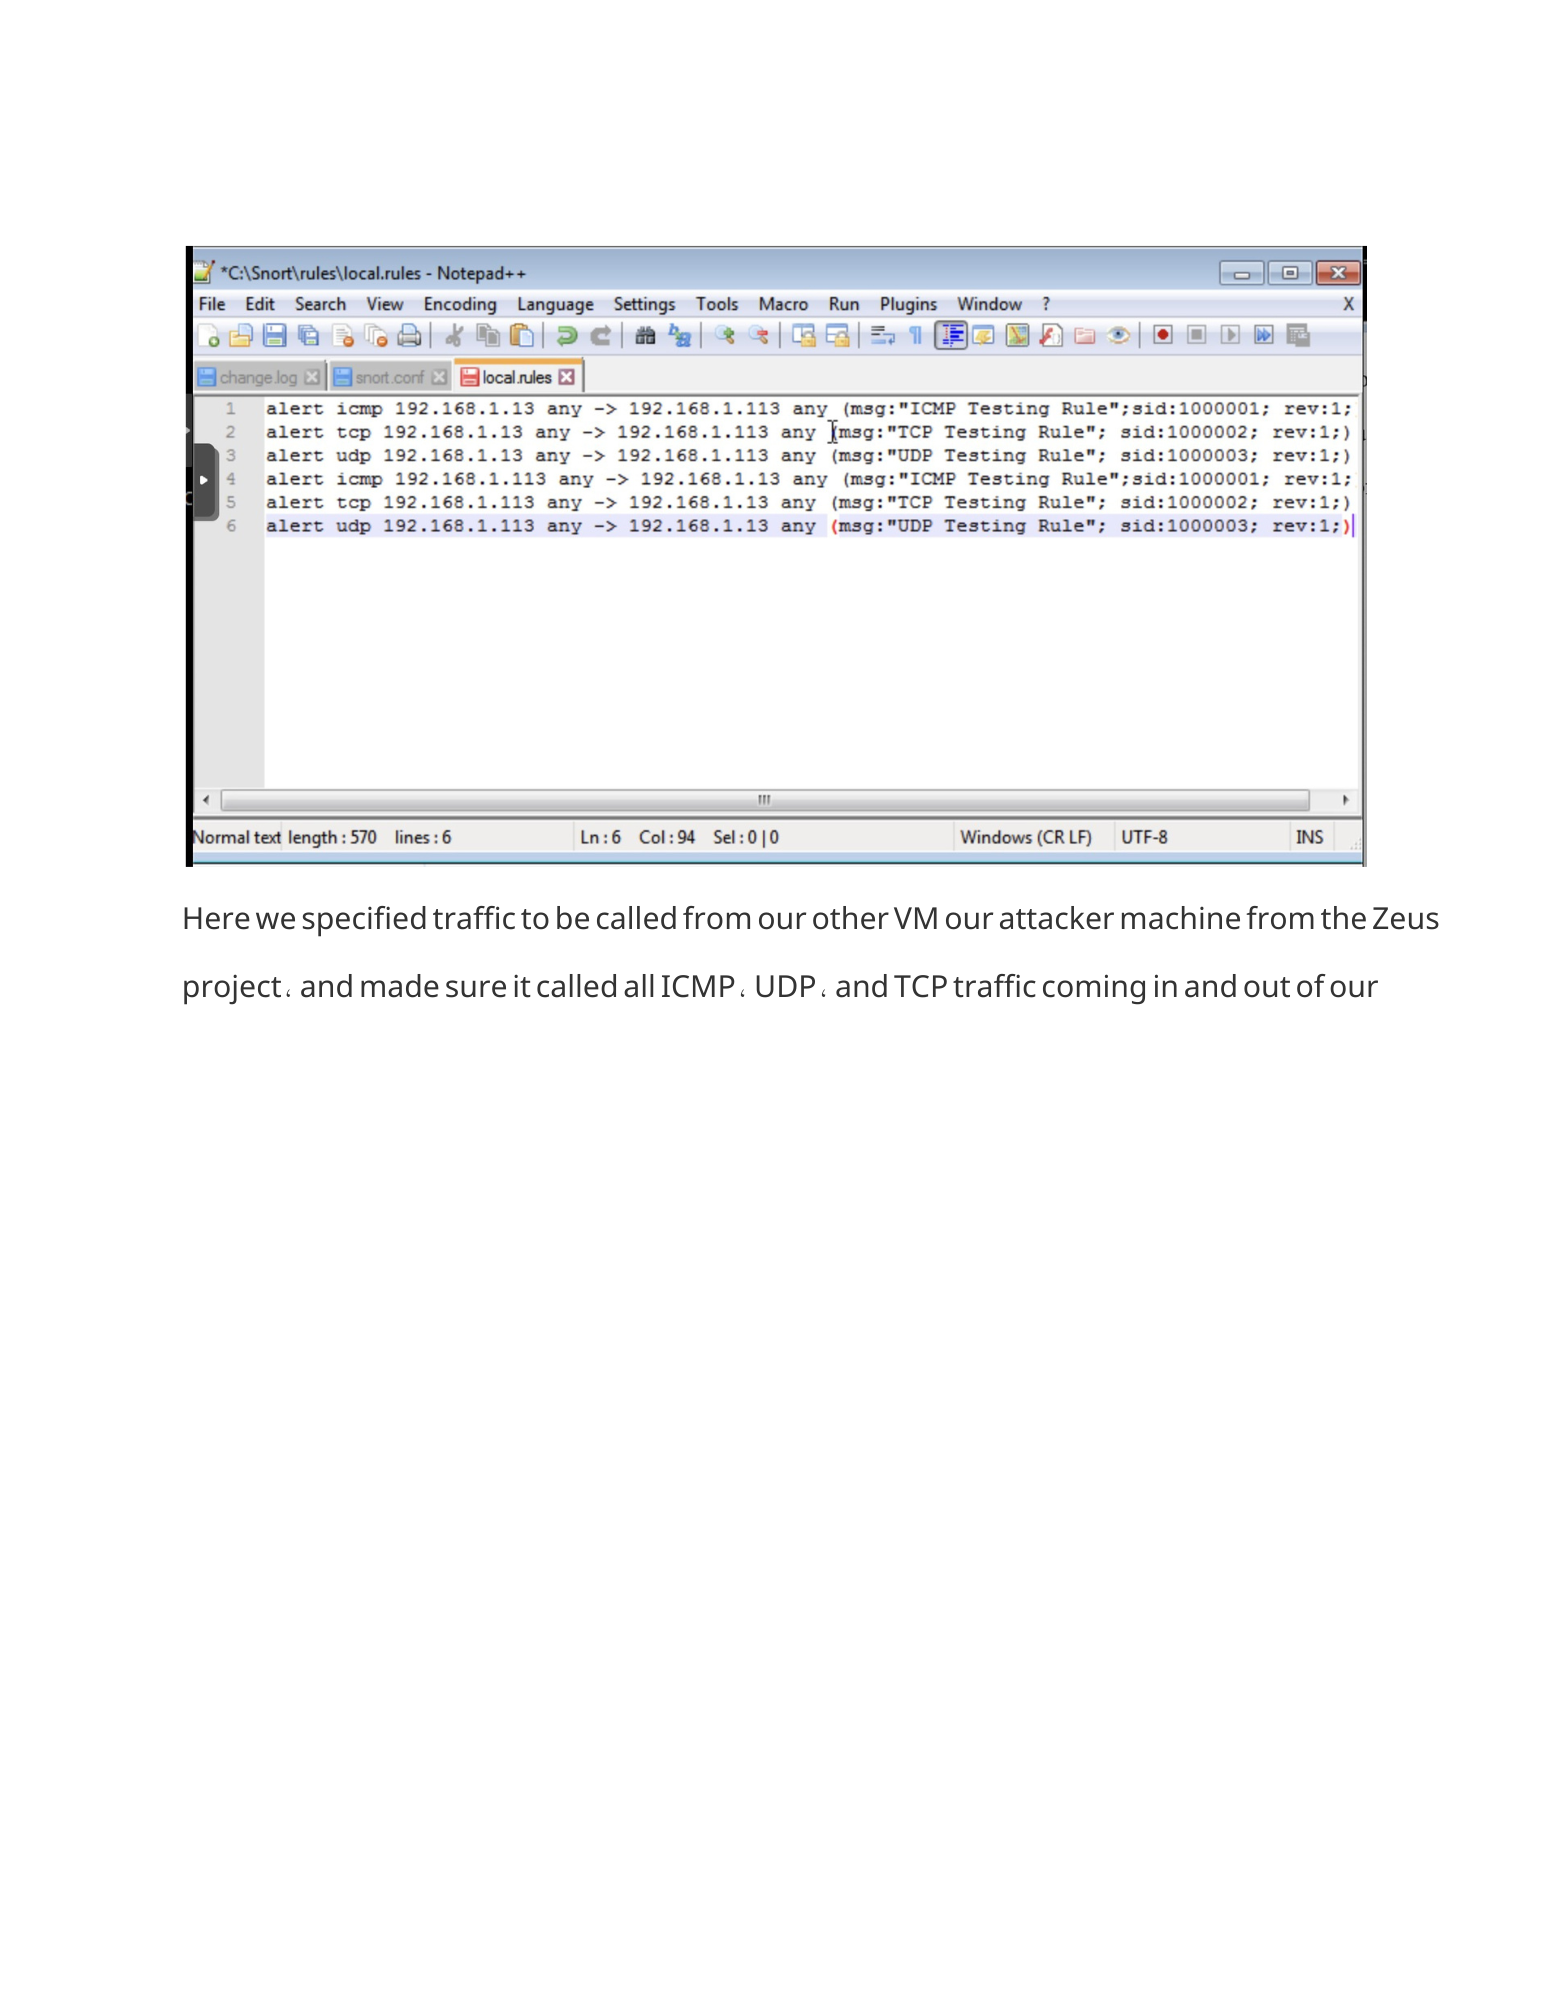 *C:\Snort\rules\local.rules - Notepad++
File Edit Search View Encoding Language Settings Tools Macro Run Plugins Window ? X
change.log snort.conf local.rules
1 alert icmp 192.168.1.13 any -> 192.168.1.113 any (msg:"ICMP Testing Rule";sid:1000001; rev:1;
2 alert tcp 192.168.1.13 any -> 192.168.1.113 any (msg:"TCP Testing Rule"; sid:1000002; rev:1;)
3 alert udp 192.168.1.13 any -> 192.168.1.113 any (msg:"UDP Testing Rule"; sid:1000003; rev:1;)
4 alert icmp 192.168.1.113 any -> 192.168.1.13 any (msg:"ICMP Testing Rule";sid:1000001; rev:1;
5 alert tcp 192.168.1.113 any -> 192.168.1.13 any (msg:"TCP Testing Rule"; sid:1000002; rev:1;)
6 alert udp 192.168.1.113 any -> 192.168.1.13 any (msg:"UDP Testing Rule"; sid:1000003; rev:1;)
Normal text length : 570 lines : 6 Ln : 6 Col : 94 Sel : 0 | 0 Windows (CR LF) UTF-8 INS
Here we specified traffic to be called from our other VM our attacker machine from the Zeus
project، and made sure it called all ICMP، UDP، and TCP traffic coming in and out of our